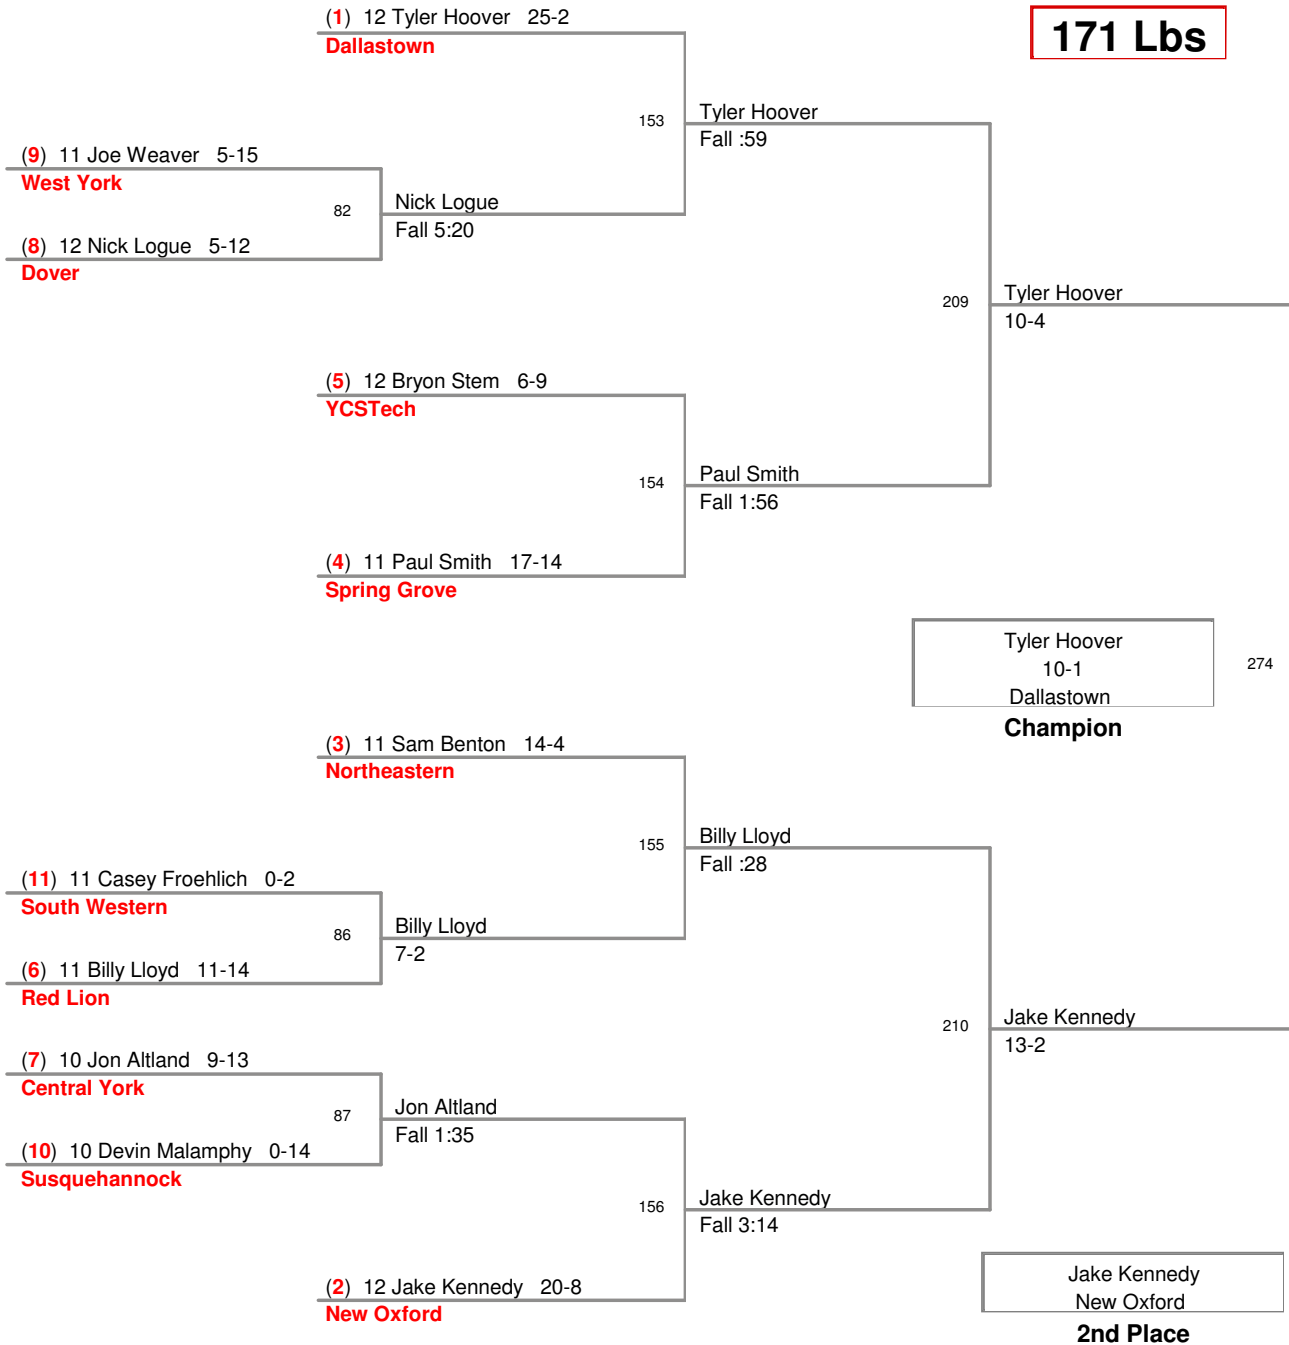 (1) 12 Tyler Hoover 25-2
Dallastown
171 Lbs
153
Tyler Hoover
Fall :59
(9) 11 Joe Weaver 5-15
West York
82
Nick Logue
Fall 5:20
(8) 12 Nick Logue 5-12
Dover
209
Tyler Hoover
10-4
(5) 12 Bryon Stem 6-9
YCSTech
154
Paul Smith
Fall 1:56
(4) 11 Paul Smith 17-14
Spring Grove
Tyler Hoover
10-1
Dallastown
274
Champion
(3) 11 Sam Benton 14-4
Northeastern
155
Billy Lloyd
Fall :28
(11) 11 Casey Froehlich 0-2
South Western
86
Billy Lloyd
7-2
(6) 11 Billy Lloyd 11-14
Red Lion
210
Jake Kennedy
13-2
(7) 10 Jon Altland 9-13
Central York
87
Jon Altland
Fall 1:35
(10) 10 Devin Malamphy 0-14
Susquehannock
156
Jake Kennedy
Fall 3:14
(2) 12 Jake Kennedy 20-8
New Oxford
Jake Kennedy
New Oxford
2nd Place